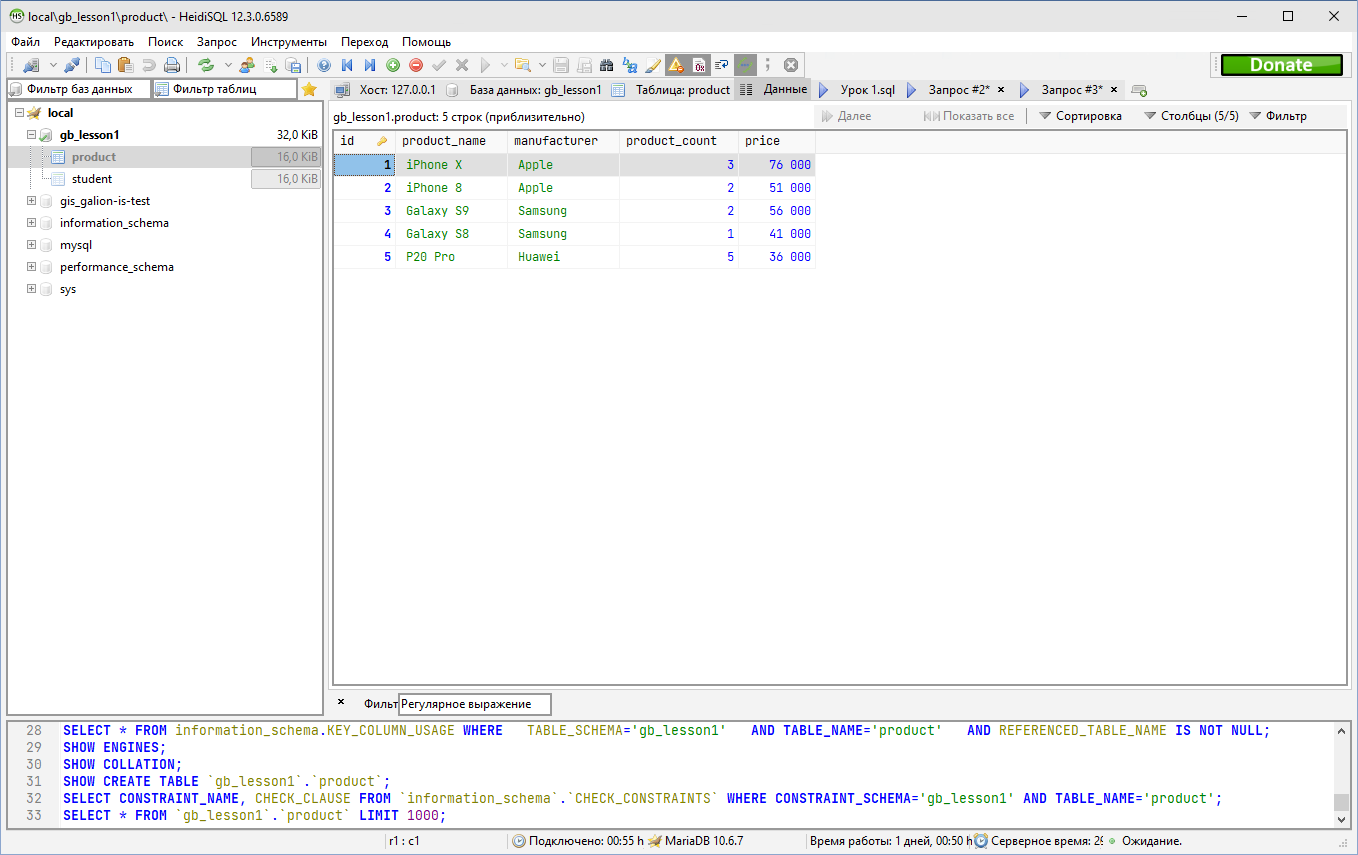 local\gb_lesson1\product\ - HeidiSQL 12.3.0.6589
Файл Редактировать Поиск Запрос Инструменты Переход Помощь
Donate
Фильтр баз данных Фильтр таблиц
Хост: 127.0.0.1 База данных: gb_lesson1 Таблица: product Данные Урок 1.sql Запрос #2* Запрос #3*
local
gb_lesson1 32,0 KiB
product 16,0 KiB
student 16,0 KiB
gis_galion-is-test
information_schema
mysql
performance_schema
sys
gb_lesson1.product: 5 строк (приблизительно) Далее Показать все Сортировка Столбцы (5/5) Фильтр
id product_name manufacturer product_count price
1 iPhone X Apple 3 76 000
2 iPhone 8 Apple 2 51 000
3 Galaxy S9 Samsung 2 56 000
4 Galaxy S8 Samsung 1 41 000
5 P20 Pro Huawei 5 36 000
Фильт Регулярное выражение
28 SELECT * FROM information_schema.KEY_COLUMN_USAGE WHERE TABLE_SCHEMA='gb_lesson1' AND TABLE_NAME='product' AND REFERENCED_TABLE_NAME IS NOT NULL;
29 SHOW ENGINES;
30 SHOW COLLATION;
31 SHOW CREATE TABLE `gb_lesson1`.`product`;
32 SELECT CONSTRAINT_NAME, CHECK_CLAUSE FROM `information_schema`.`CHECK_CONSTRAINTS` WHERE CONSTRAINT_SCHEMA='gb_lesson1' AND TABLE_NAME='product';
33 SELECT * FROM `gb_lesson1`.`product` LIMIT 1000;
r1 : c1 Подключено: 00:55 h MariaDB 10.6.7 Время работы: 1 дней, 00:50 h Серверное время: Ожидание.